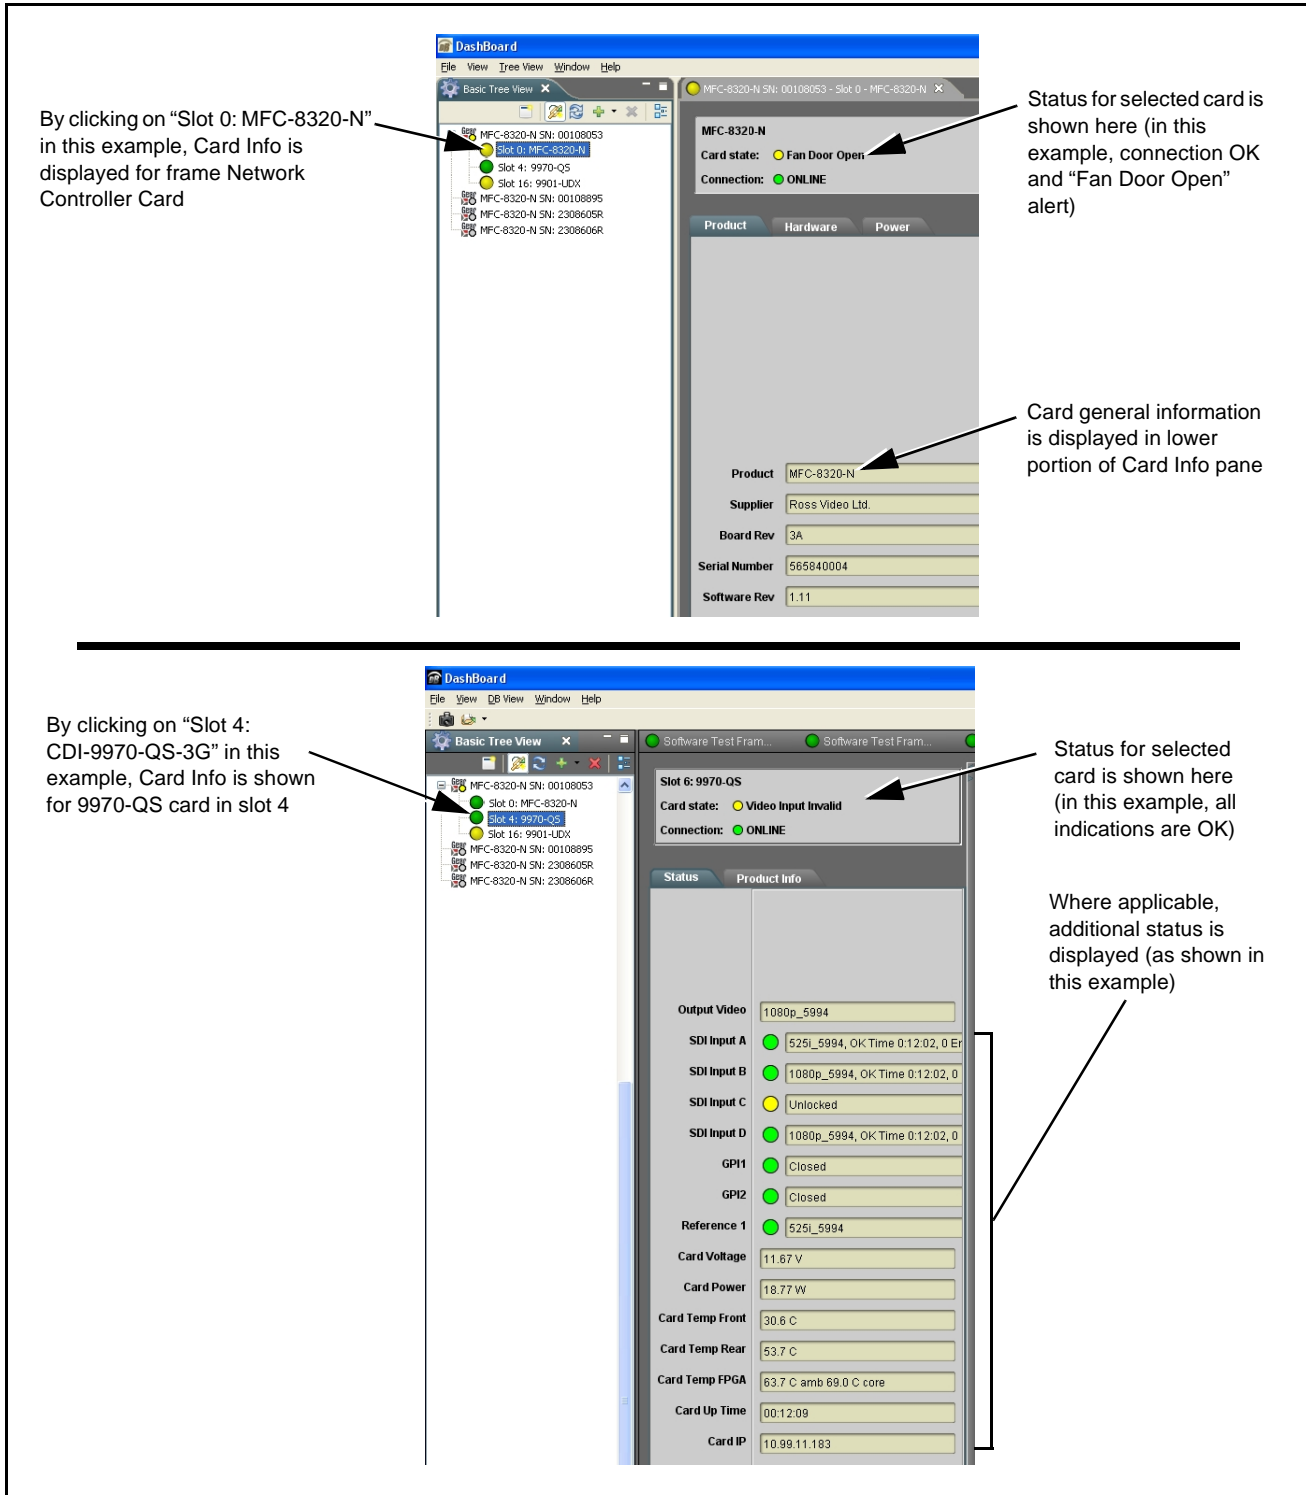 DashBoard
File View Tree View Window Help
Basic Tree View
MFC-8320-N SN: 00108053 - Slot 0 - MFC-8320-N
By clicking on “Slot 0: MFC-8320-N”
in this example, Card Info is
displayed for frame Network
Controller Card
MFC-8320-N SN: 00108053
Slot 0: MFC-8320-N
Slot 4: 9970-QS
Slot 16: 9901-UDX
MFC-8320-N SN: 00108895
MFC-8320-N SN: 2308605R
MFC-8320-N SN: 2308606R
MFC-8320-N
Card state: Fan Door Open
Connection: ONLINE
Status for selected card is
shown here (in this
example, connection OK
and “Fan Door Open”
alert)
Product Hardware Power
Card general information
is displayed in lower
portion of Card Info pane
Product MFC-8320-N
Supplier Ross Video Ltd.
Board Rev 3A
Serial Number 565840004
Software Rev 1.11
DashBoard
File View DB View Window Help
Basic Tree View
Software Test Fram... Software Test Fram...
By clicking on “Slot 4:
CDI-9970-QS-3G” in this
example, Card Info is shown
for 9970-QS card in slot 4
MFC-8320-N SN: 00108053
Slot 0: MFC-8320-N
Slot 4: 9970-QS
Slot 16: 9901-UDX
MFC-8320-N SN: 00108895
MFC-8320-N SN: 2308605R
MFC-8320-N SN: 2308606R
Slot 6: 9970-QS
Card state: Video Input Invalid
Connection: ONLINE
Status for selected
card is shown here
(in this example, all
indications are OK)
Status Product Info
Where applicable,
additional status is
displayed (as shown in
this example)
Output Video 1080p_5994
SDI Input A 525i_5994, OK Time 0:12:02, 0 Er
SDI Input B 1080p_5994, OK Time 0:12:02, 0
SDI Input C Unlocked
SDI Input D 1080p_5994, OK Time 0:12:02, 0
GPI1 Closed
GPI2 Closed
Reference 1 525i_5994
Card Voltage 11.67 V
Card Power 18.77 W
Card Temp Front 30.6 C
Card Temp Rear 53.7 C
Card Temp FPGA 63.7 C amb 69.0 C core
Card Up Time 00:12:09
Card IP 10.99.11.183